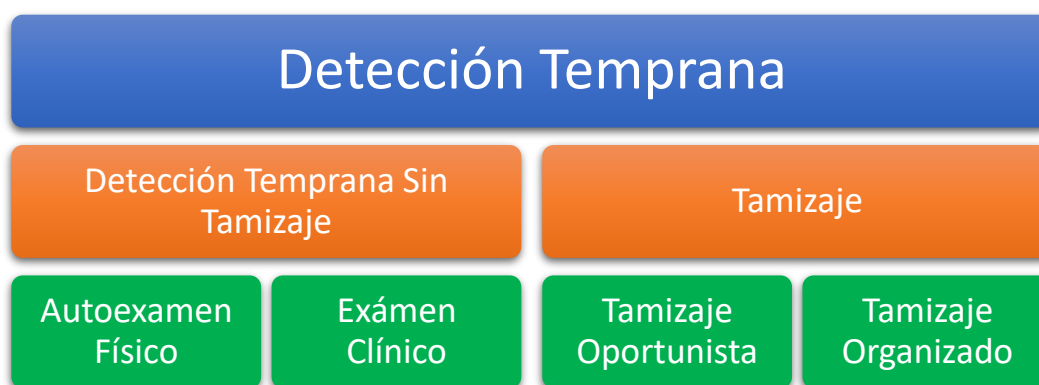 Detección Temprana
Detección Temprana Sin
Tamizaje
Tamizaje
Autoexamen
Físico
Exámen
Clínico
Tamizaje
Oportunista
Tamizaje
Organizado